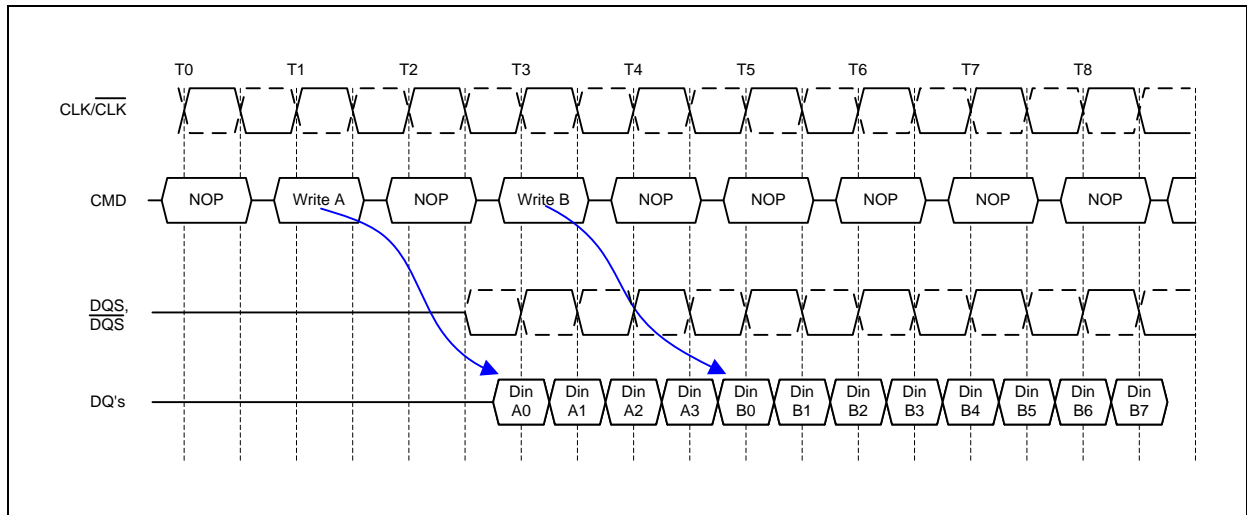 T0 T1 T2 T3 T4 T5 T6 T7 T8
CLK/CLK
CMD NOP Write A NOP Write B NOP NOP NOP NOP NOP
DQS,
DQS
DQ's Din A0 Din A1 Din A2 Din A3 Din B0 Din B1 Din B2 Din B3 Din B4 Din B5 Din B6 Din B7